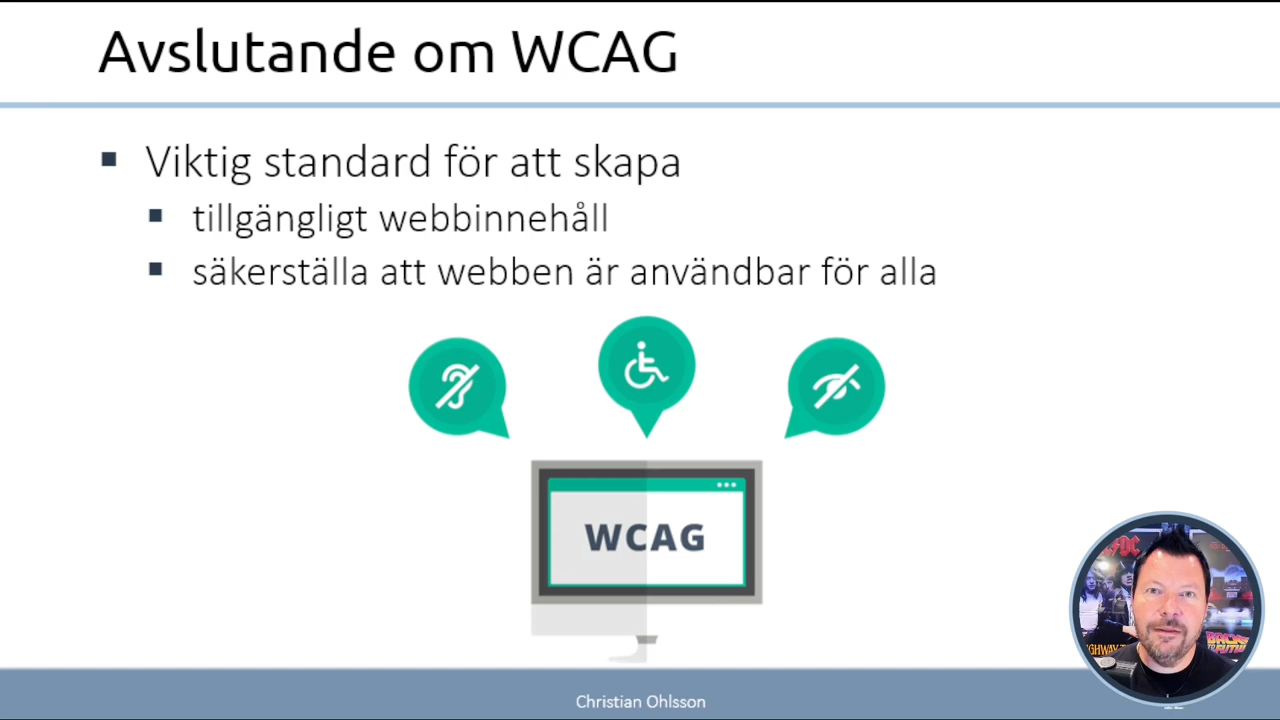 Avslutande om WCAG
Viktig standard för att skapa
tillgängligt webbinnehåll
säkerställa att webben är användbar för alla
WCAG
Christian Ohlsson